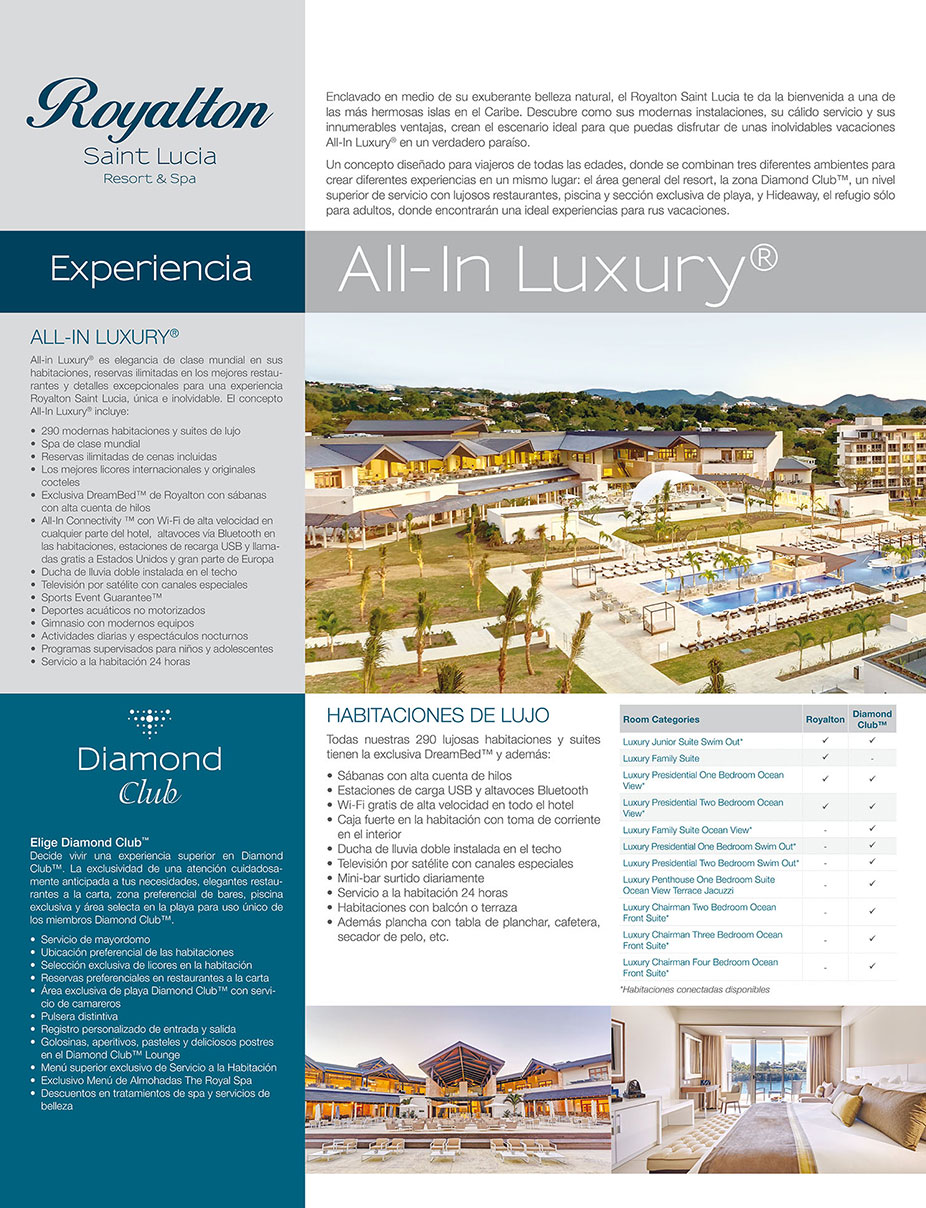 Royalton
Saint Lucia
Resort & Spa
Enclavado en medio de su exuberante belleza natural, el Royalton Saint Lucia te da la bienvenida a una de
las más hermosas islas en el Caribe. Descubre como sus modernas instalaciones, su cálido servicio y sus
innumerables ventajas, crean el escenario ideal para que puedas disfrutar de unas inolvidables vacaciones
All-In Luxury® en un verdadero paraíso.
Un concepto diseñado para viajeros de todas las edades, donde se combinan tres diferentes ambientes para
crear diferentes experiencias en un mismo lugar: el área general del resort, la zona Diamond Club™, un nivel
superior de servicio con lujosos restaurantes, piscina y sección exclusiva de playa, y Hideaway, el refugio sólo
para adultos, donde encontrarán una ideal experiencias para rus vacaciones.
Experiencia
All-In Luxury®
ALL-IN LUXURY®
All-in Luxury® es elegancia de clase mundial en sus
habitaciones, reservas ilimitadas en los mejores restau-
rantes y detalles excepcionales para una experiencia
Royalton Saint Lucia, única e inolvidable. El concepto
All-In Luxury® incluye:
• 290 modernas habitaciones y suites de lujo
• Spa de clase mundial
• Reservas ilimitadas de cenas incluidas
• Los mejores licores internacionales y originales
cocteles
• Exclusiva DreamBed™ de Royalton con sábanas
con alta cuenta de hilos
• All-In Connectivity ™ con Wi-Fi de alta velocidad en
cualquier parte del hotel, altavoces via Bluetooth en
las habitaciones, estaciones de recarga USB y llama-
das gratis a Estados Unidos y gran parte de Europa
• Ducha de lluvia doble instalada en el techo
• Televisión por satélite con canales especiales
• Sports Event Guarantee™
• Deportes acuáticos no motorizados
• Gimnasio con modernos equipos
• Actividades diarias y espectáculos nocturnos
• Programas supervisados para niños y adolescentes
• Servicio a la habitación 24 horas
Diamond
Club
Elige Diamond Club™
Decide vivir una experiencia superior en Diamond
Club™. La exclusividad de una atención cuidadosa-
mente anticipada a tus necesidades, elegantes restau-
rantes a la carta, zona preferencial de bares, piscina
exclusiva y área selecta en la playa para uso único de
los miembros Diamond Club™.
• Servicio de mayordomo
• Ubicación preferencial de las habitaciones
• Selección exclusiva de licores en la habitación
• Reservas preferenciales en restaurantes a la carta
• Área exclusiva de playa Diamond Club™ con servi-
cio de camareros
• Pulsera distintiva
• Registro personalizado de entrada y salida
• Golosinas, aperitivos, pasteles y deliciosos postres
en el Diamond Club™ Lounge
• Menú superior exclusivo de Servicio a la Habitación
• Exclusivo Menú de Almohadas The Royal Spa
• Descuentos en tratamientos de spa y servicios de
belleza
HABITACIONES DE LUJO
Todas nuestras 290 lujosas habitaciones y suites
tienen la exclusiva DreamBed™ y además:
• Sábanas con alta cuenta de hilos
• Estaciones de carga USB y altavoces Bluetooth
• Wi-Fi gratis de alta velocidad en todo el hotel
• Caja fuerte en la habitación con toma de corriente
en el interior
• Ducha de lluvia doble instalada en el techo
• Televisión por satélite con canales especiales
• Mini-bar surtido diariamente
• Servicio a la habitación 24 horas
• Habitaciones con balcón o terraza
• Además plancha con tabla de planchar, cafetera,
secador de pelo, etc.
Room Categories Royalton Diamond
Club™
Luxury Junior Suite Swim Out* ✓ ✓
Luxury Family Suite ✓ -
Luxury Presidential One Bedroom Ocean
View* ✓ ✓
Luxury Presidential Two Bedroom Ocean
View* ✓ ✓
Luxury Family Suite Ocean View* - ✓
Luxury Presidential One Bedroom Swim Out* - ✓
Luxury Presidential Two Bedroom Swim Out* - ✓
Luxury Penthouse One Bedroom Suite
Ocean View Terrace Jacuzzi - ✓
Luxury Chairman Two Bedroom Ocean
Front Suite* - ✓
Luxury Chairman Three Bedroom Ocean
Front Suite* - ✓
Luxury Chairman Four Bedroom Ocean
Front Suite* - ✓
*Habitaciones conectadas disponibles